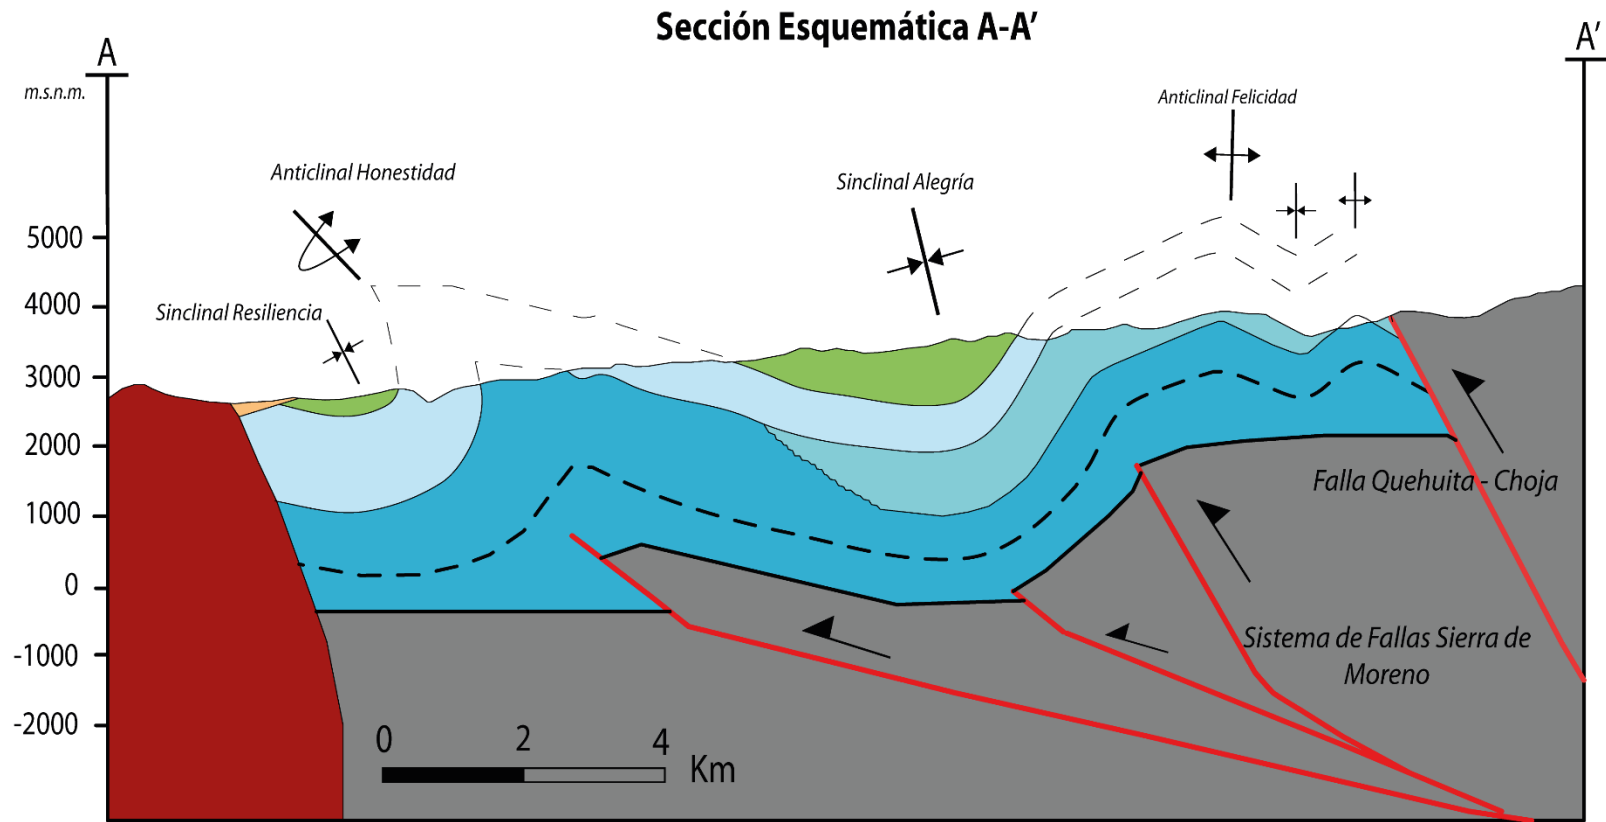 Sección Esquemática A-A’
A
A’
m.s.n.m.
Anticlinal Felicidad
Anticlinal Honestidad
Sinclinal Alegría
5000
4000
Sinclinal Resiliencia
3000
2000
Falla Quehuita - Choja
1000
0
Sistema de Fallas Sierra de
Moreno
-1000
-2000
0 2 4
Km